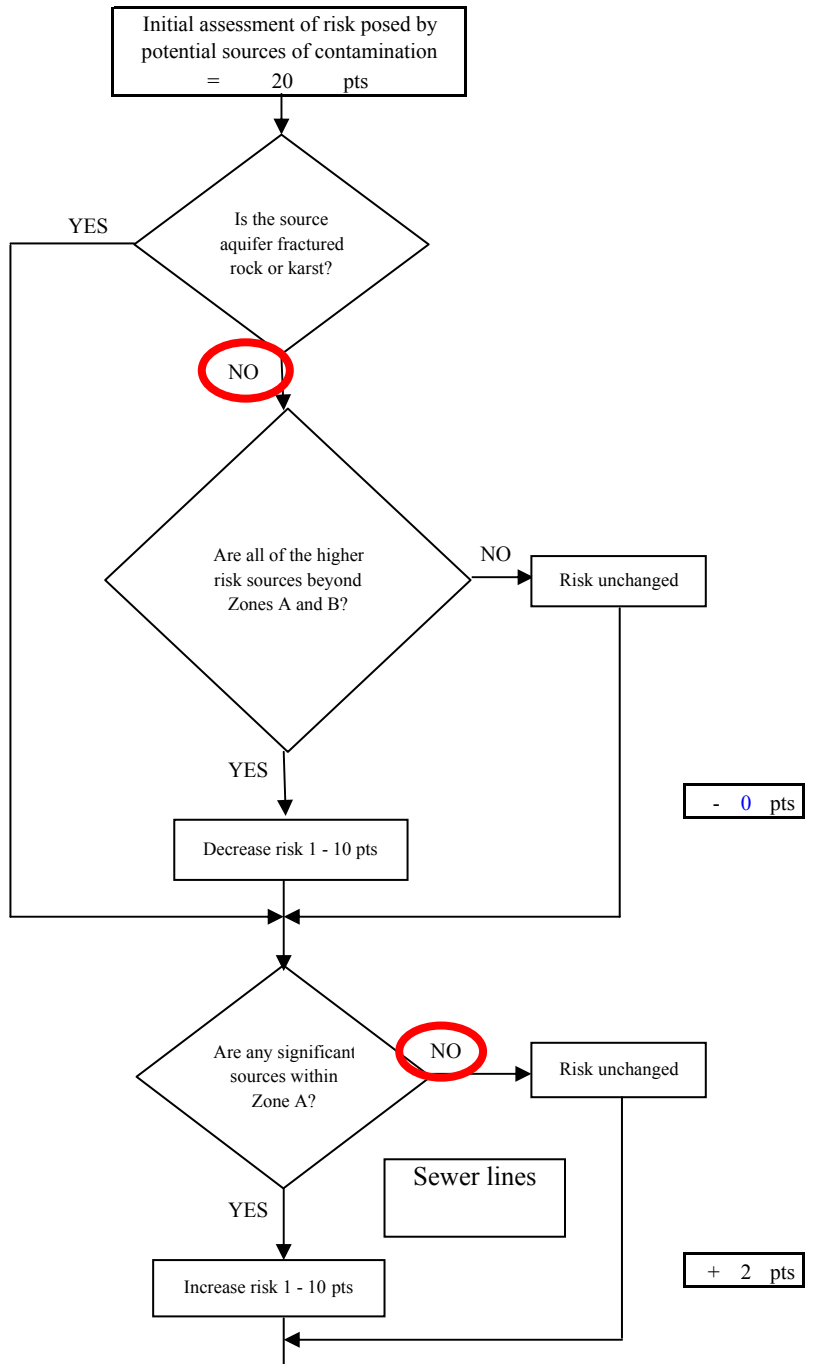 Initial assessment of risk posed by
potential sources of contamination
= 20 pts
YES
Is the source
aquifer fractured
rock or karst?
NO
Are all of the higher
risk sources beyond
Zones A and B?
NO
Risk unchanged
YES
- 0 pts
Decrease risk 1 - 10 pts
Are any significant
sources within
Zone A?
NO
Risk unchanged
Sewer lines
YES
+ 2 pts
Increase risk 1 - 10 pts